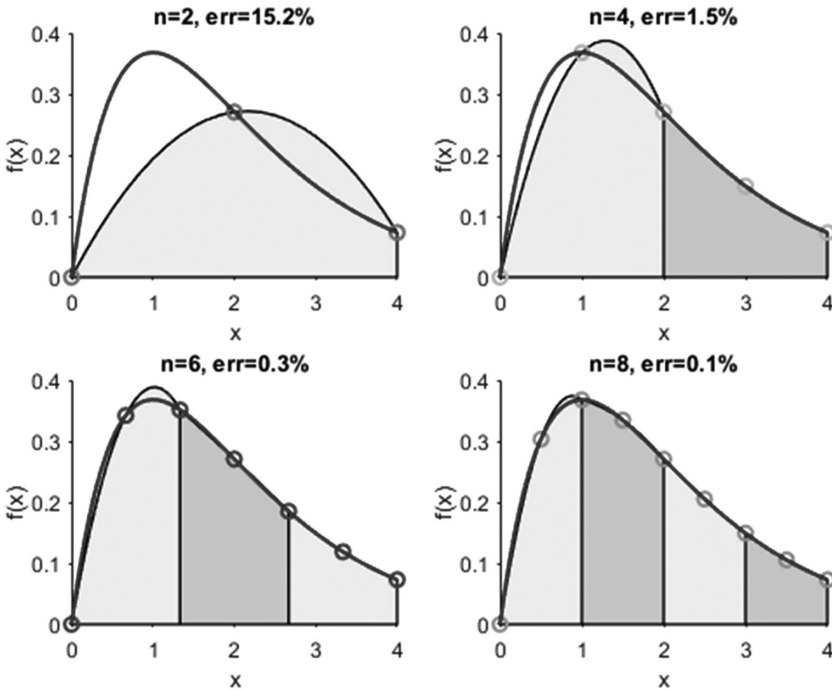 n=2, err=15.2%
0.4
0.3
0.2
0.1
0
f(x)
0 1 2 3 4
x
n=4, err=1.5%
0.4
0.3
0.2
0.1
0
f(x)
0 1 2 3 4
x
n=6, err=0.3%
0.4
0.3
0.2
0.1
0
f(x)
0 1 2 3 4
x
n=8, err=0.1%
0.4
0.3
0.2
0.1
0
f(x)
0 1 2 3 4
x